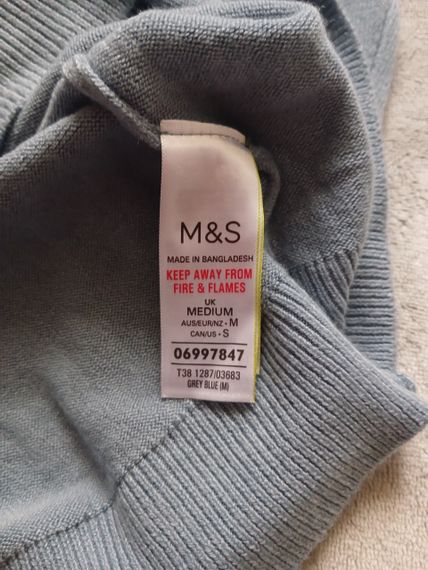 M&S
MADE IN BANGLADESH
KEEP AWAY FROM
FIRE & FLAMES
UK
MEDIUM
AUS/EUR/NZ • M
CAN/US • S
06997847
T38 1287/03683
GREY BLUE (M)